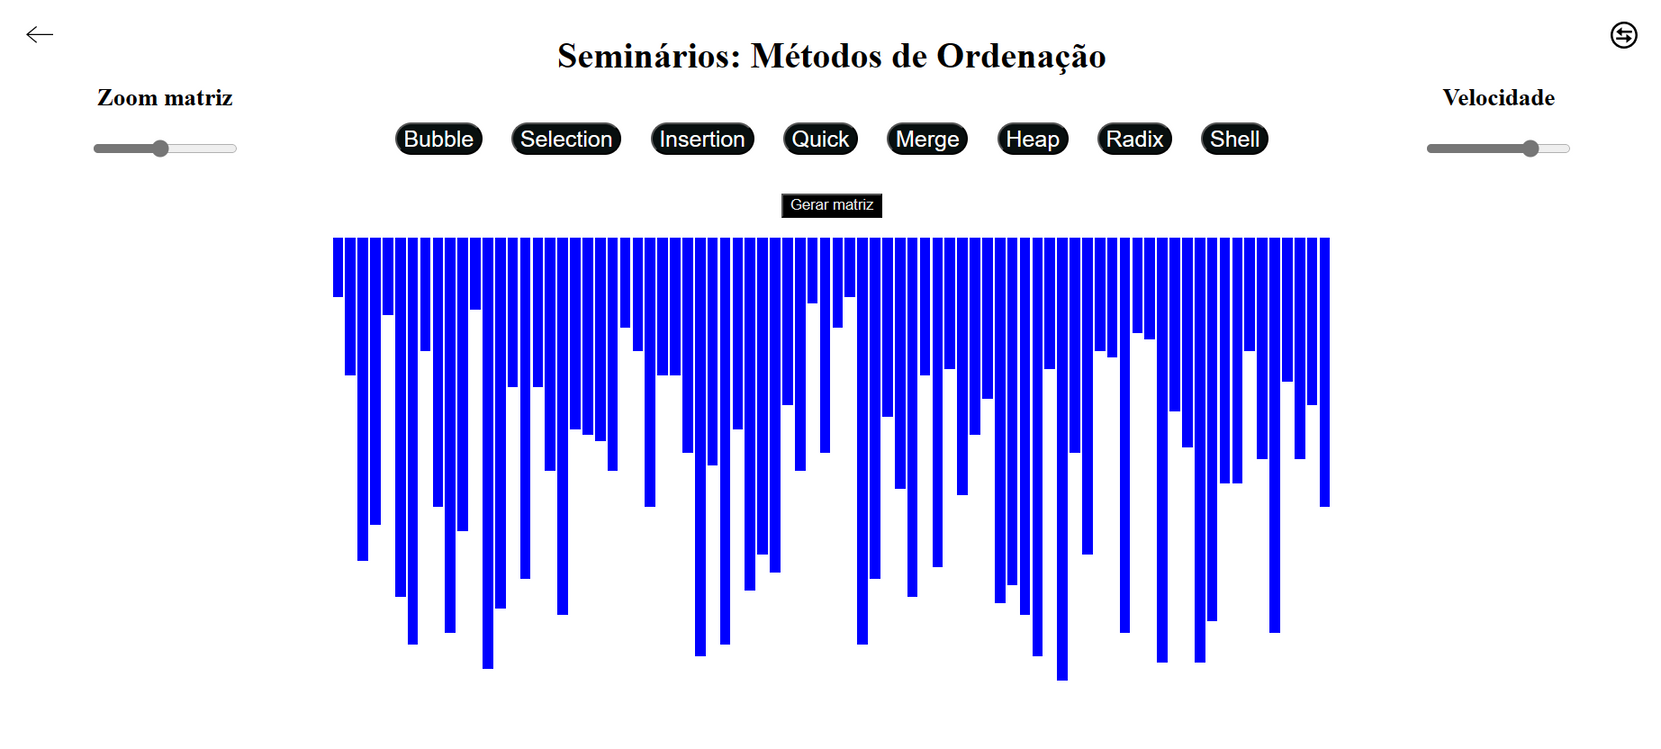 Seminários: Métodos de Ordenação
Zoom matriz
Velocidade
Bubble Selection Insertion Quick Merge Heap Radix Shell
Gerar matriz